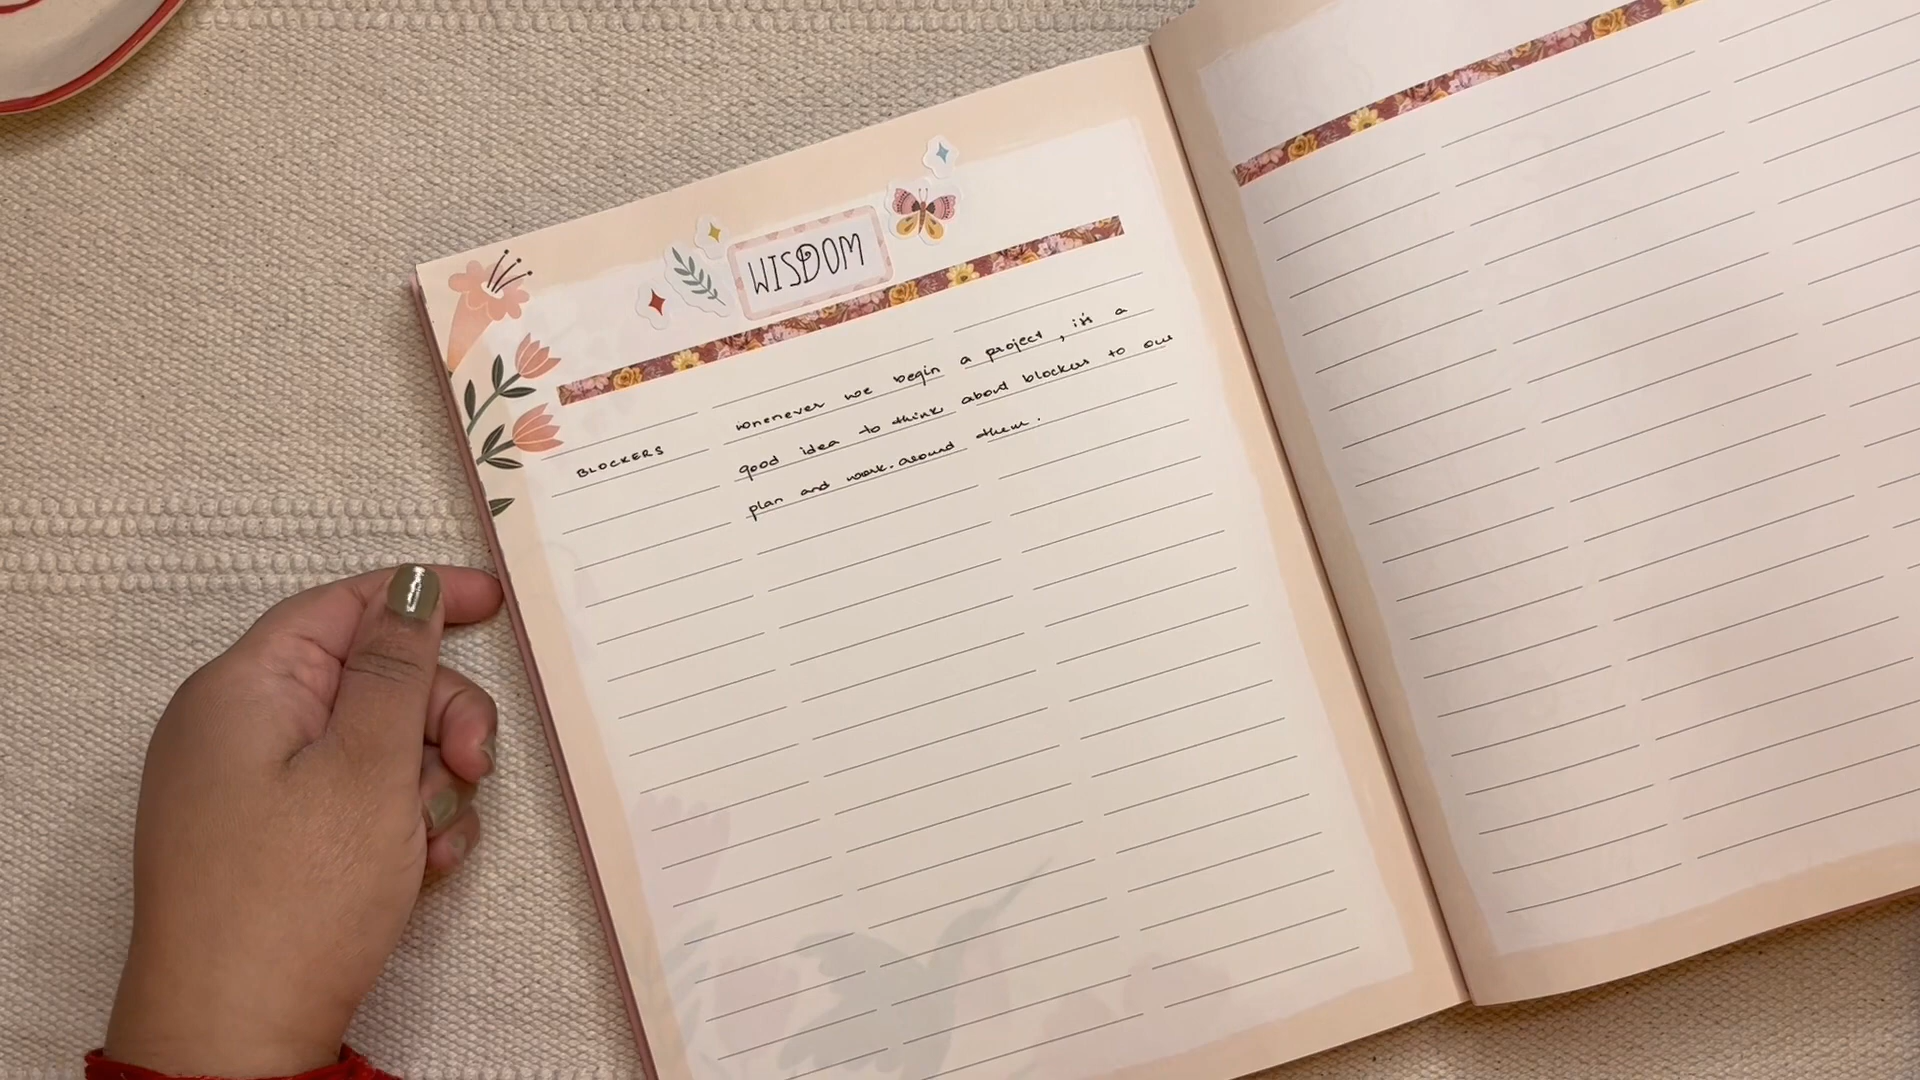 WISDOM
whenever we begin a project, it's a
BLOCKERS good idea to think about blockers to our
plan and work around them.